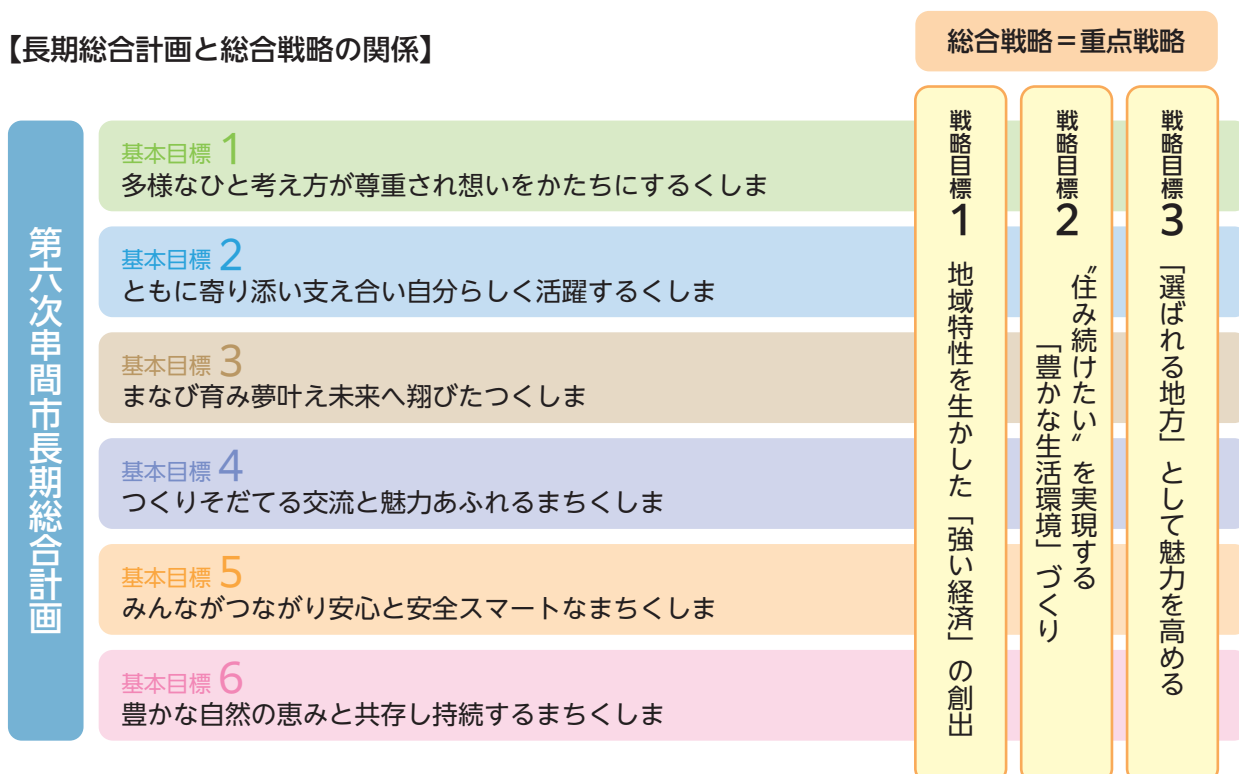 【長期総合計画と総合戦略の関係】
総合戦略＝重点戦略
第六次串間市長期総合計画
基本目標 1
多様なひと考え方が尊重され想いをかたちにするくしま
基本目標 2
ともに寄り添い支え合い自分らしく活躍するくしま
基本目標 3
まなび育み夢叶え未来へ翔びたつくしま
基本目標 4
つくりそだてる交流と魅力あふれるまちくしま
基本目標 5
みんながつながり安心と安全スマートなまちくしま
基本目標 6
豊かな自然の恵みと共存し持続するまちくしま
戦略目標1 地域特性を生かした「強い経済」の創出
戦略目標2
〝住み続けたい〟を実現する
「豊かな生活環境」づくり
戦略目標3 「選ばれる地方」として魅力を高める